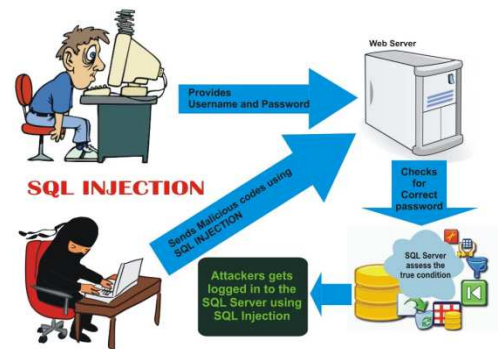 Web Server
Provides
Username and Password
SQL INJECTION
Sends Malicious codes using
SQL INJECTION
Checks
for
Correct
password
SQL Server
assess the
true condition
Attackers gets
logged in to the
SQL Server using
SQL Injection